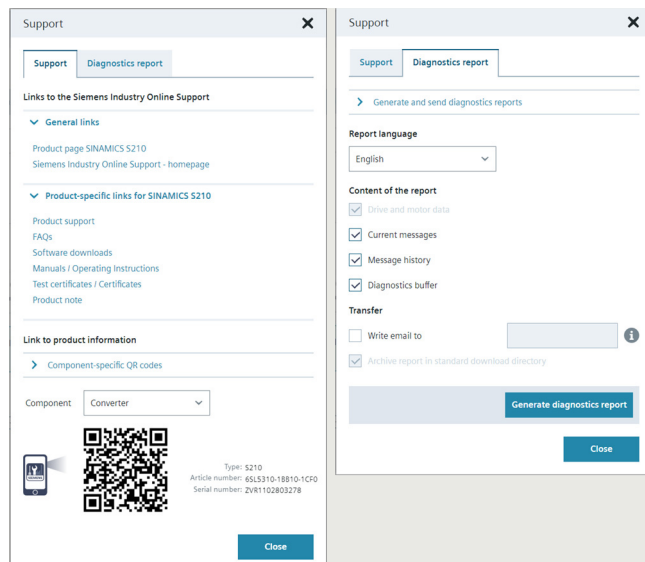 Support
Support
Diagnostics report
Links to the Siemens Industry Online Support
General links
Product page SINAMICS S210
Siemens Industry Online Support - homepage
Product-specific links for SINAMICS S210
Product support
FAQs
Software downloads
Manuals / Operating Instructions
Test certificates / Certificates
Product note
Link to product information
Component-specific QR codes
Component
Converter
Type: S210
Article number: 6SL5310-1BB10-1CF0
Serial number: ZVR1102803278
Close
Support
Support
Diagnostics report
Generate and send diagnostics reports
Report language
English
Content of the report
Drive and motor data
Current messages
Message history
Diagnostics buffer
Transfer
Write email to
Archive report in standard download directory
Generate diagnostics report
Close